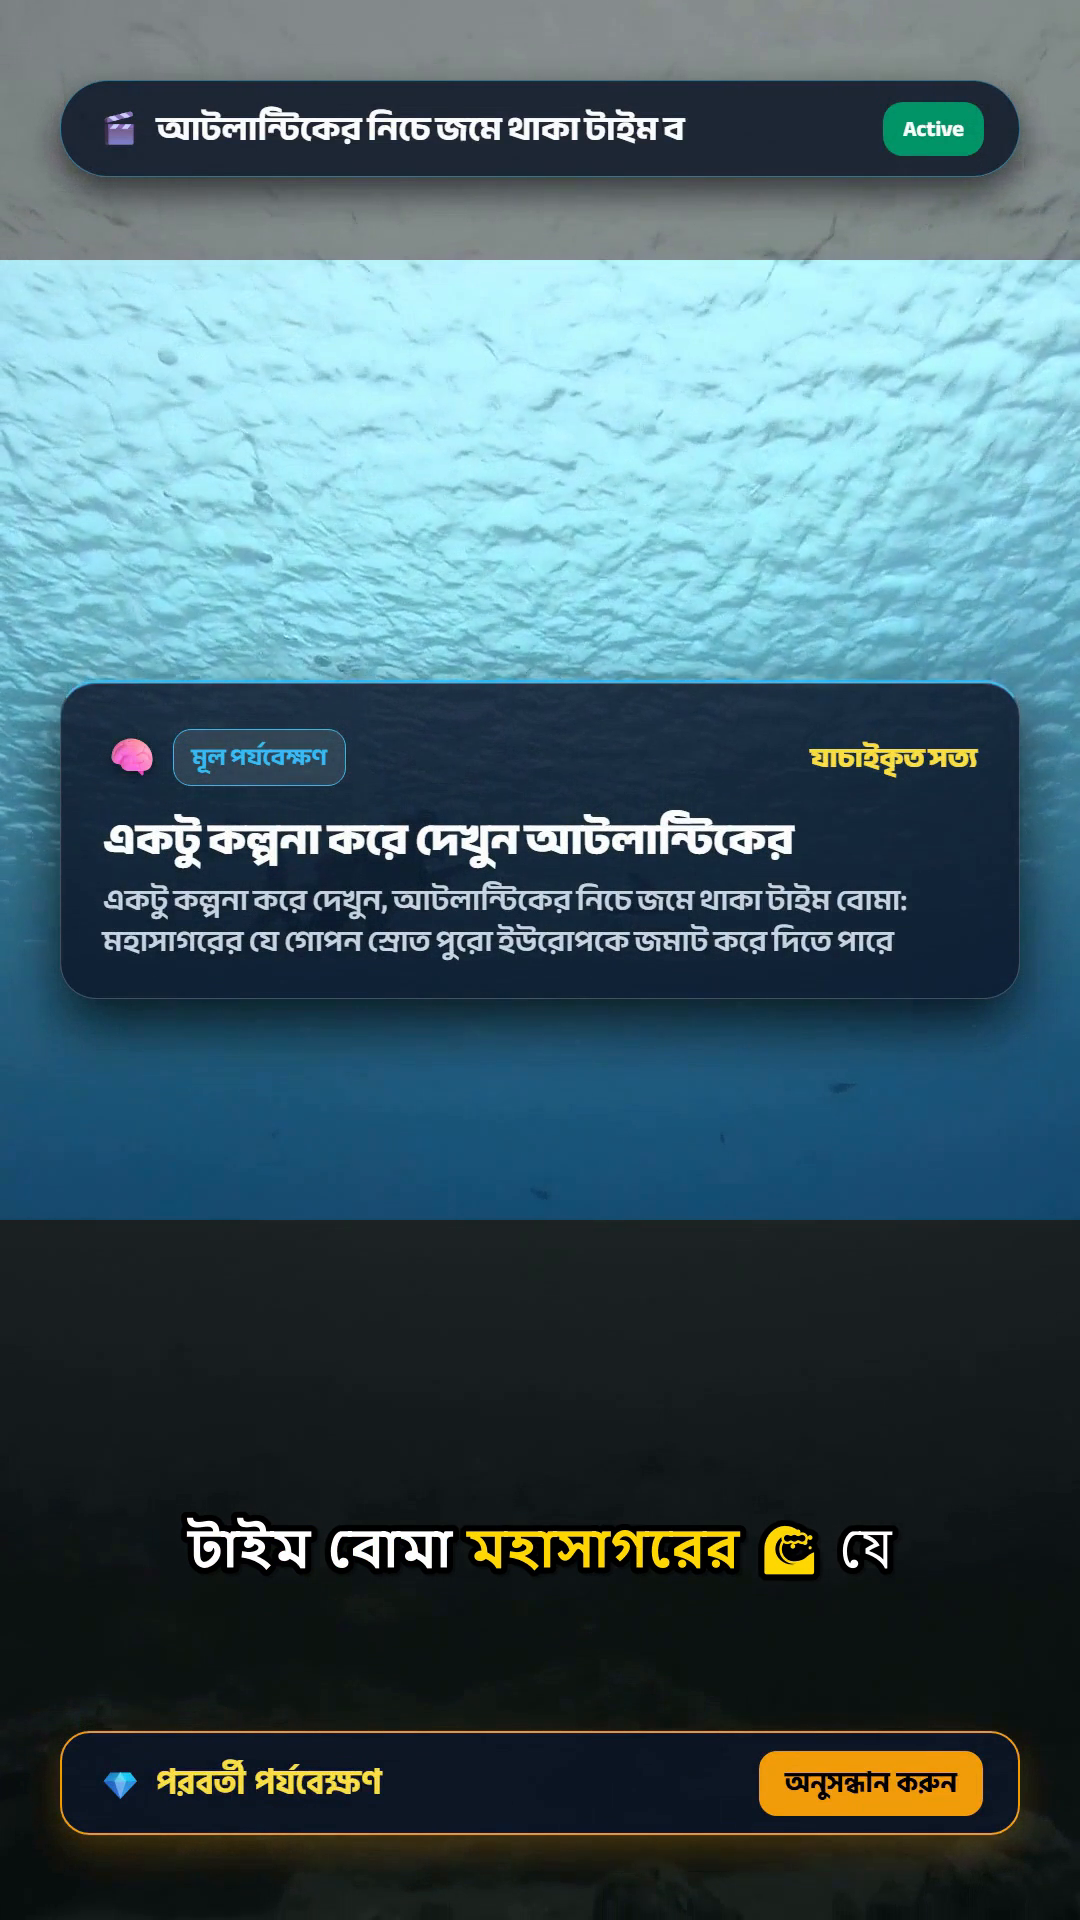 আটলান্টিকের নিচে জমে থাকা টাইম ব
Active
মূল পর্যবেক্ষণ
যাচাইকৃত সত্য
একটু কল্পনা করে দেখুন আটলান্টিকের
একটু কল্পনা করে দেখুন, আটলান্টিকের নিচে জমে থাকা টাইম বোমা:
মহাসাগরের যে গোপন স্রোত পুরো ইউরোপকে জমাট করে দিতে পারে
টাইম বোমা মহাসাগরের 🌊 যে
পরবর্তী পর্যবেক্ষণ
অনুসন্ধান করুন